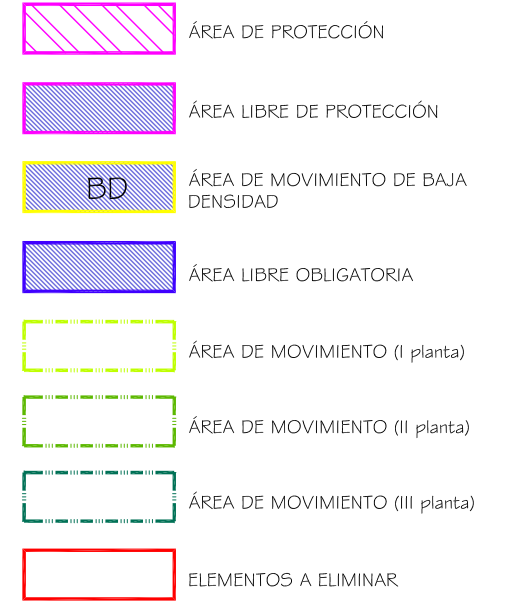 ÁREA DE PROTECCIÓN
ÁREA LIBRE DE PROTECCIÓN
BD
ÁREA DE MOVIMIENTO DE BAJA
DENSIDAD
ÁREA LIBRE OBLIGATORIA
ÁREA DE MOVIMIENTO (I planta)
ÁREA DE MOVIMIENTO (II planta)
ÁREA DE MOVIMIENTO (III planta)
ELEMENTOS A ELIMINAR